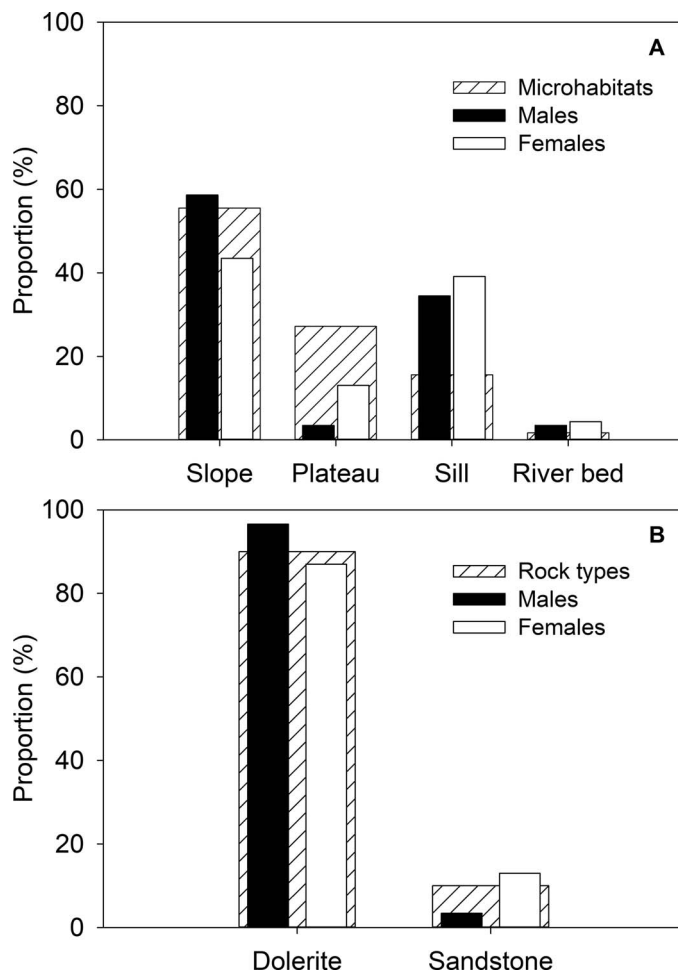 A
100
80
60
40
20
0
Proportion (%)
Microhabitats
Males
Females
Slope Plateau Sill River bed
B
100
80
60
40
20
0
Proportion (%)
Rock types
Males
Females
Dolerite Sandstone